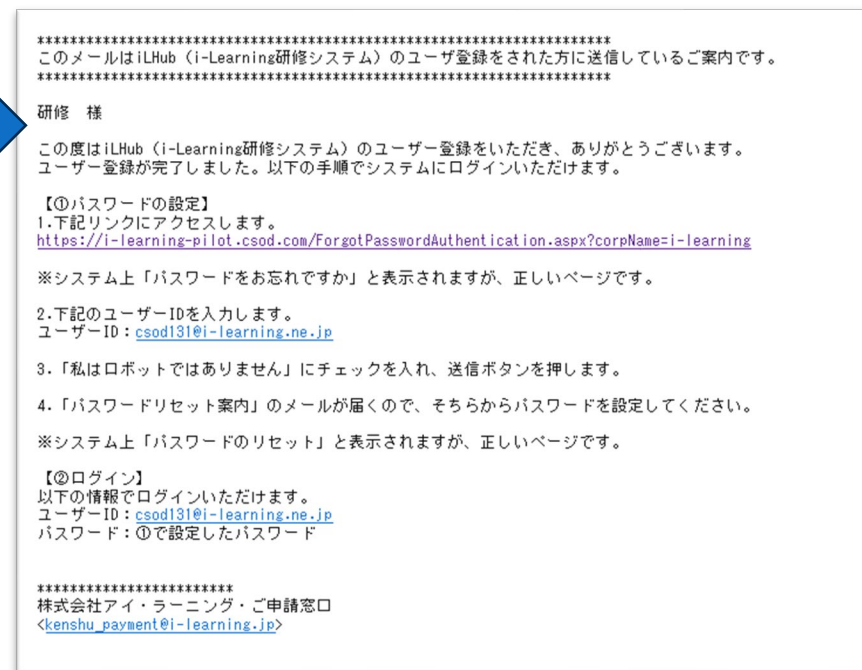 ***********************************************************************
このメールはiLHub（i-Learning研修システム）のユーザ登録をされた方に送信しているご案内です。
***********************************************************************
研修　様
この度はiLHub（i-Learning研修システム）のユーザー登録をいただき、ありがとうございます。
ユーザー登録が完了しました。以下の手順でシステムにログインいただけます。
【①パスワードの設定】
1.下記リンクにアクセスします。
https://i-learning-pilot.csod.com/ForgotPasswordAuthentication.aspx?corpName=i-learning
※システム上「パスワードをお忘れですか」と表示されますが、正しいページです。
2.下記のユーザーIDを入力します。
ユーザーID：csod131@i-learning.ne.jp
3.「私はロボットではありません」にチェックを入れ、送信ボタンを押します。
4.「パスワードリセット案内」のメールが届くので、そちらからパスワードを設定してください。
※システム上「パスワードのリセット」と表示されますが、正しいページです。
【②ログイン】
以下の情報でログインいただけます。
ユーザーID：csod131@i-learning.ne.jp
パスワード：①で設定したパスワード
************************
株式会社アイ・ラーニング・ご申請窓口
<kenshu_payment@i-learning.jp>